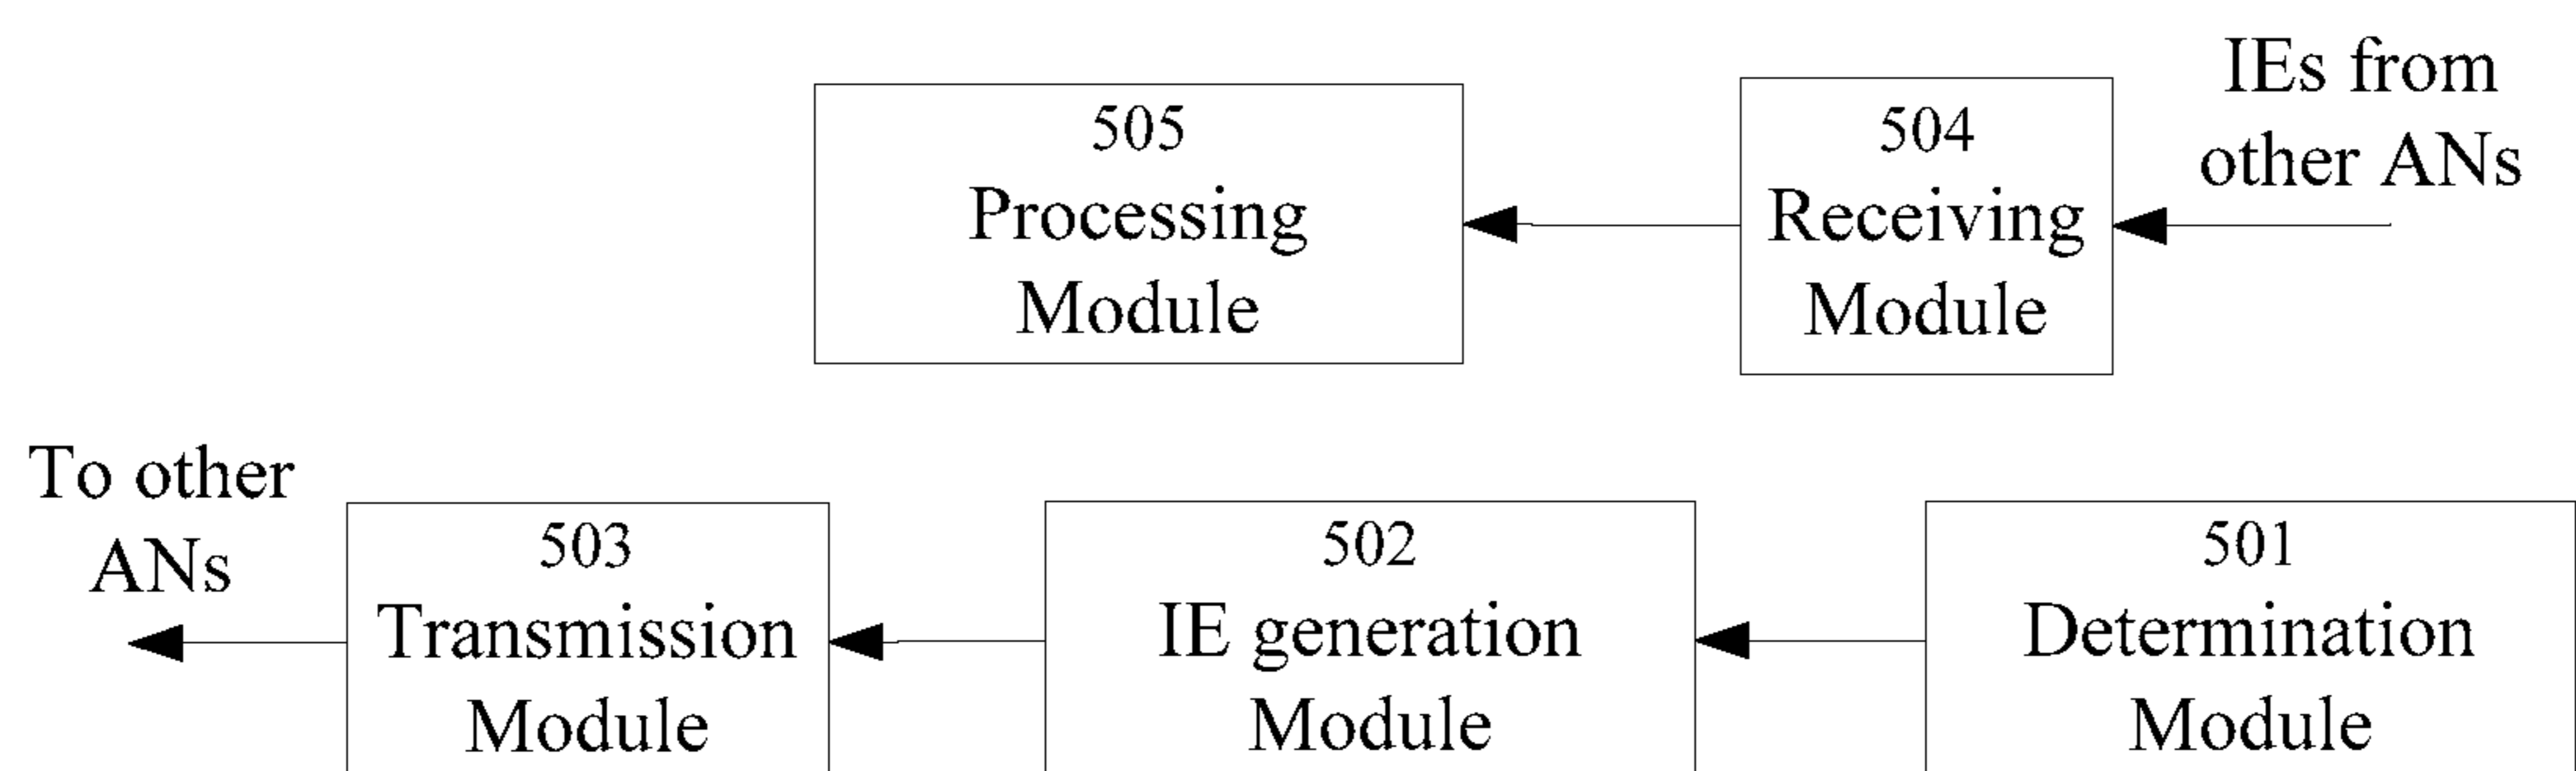 505
Processing
Module
504
Receiving
Module
IEs from
other ANs
To other
ANs
503
Transmission
Module
502
IE generation
Module
501
Determination
Module